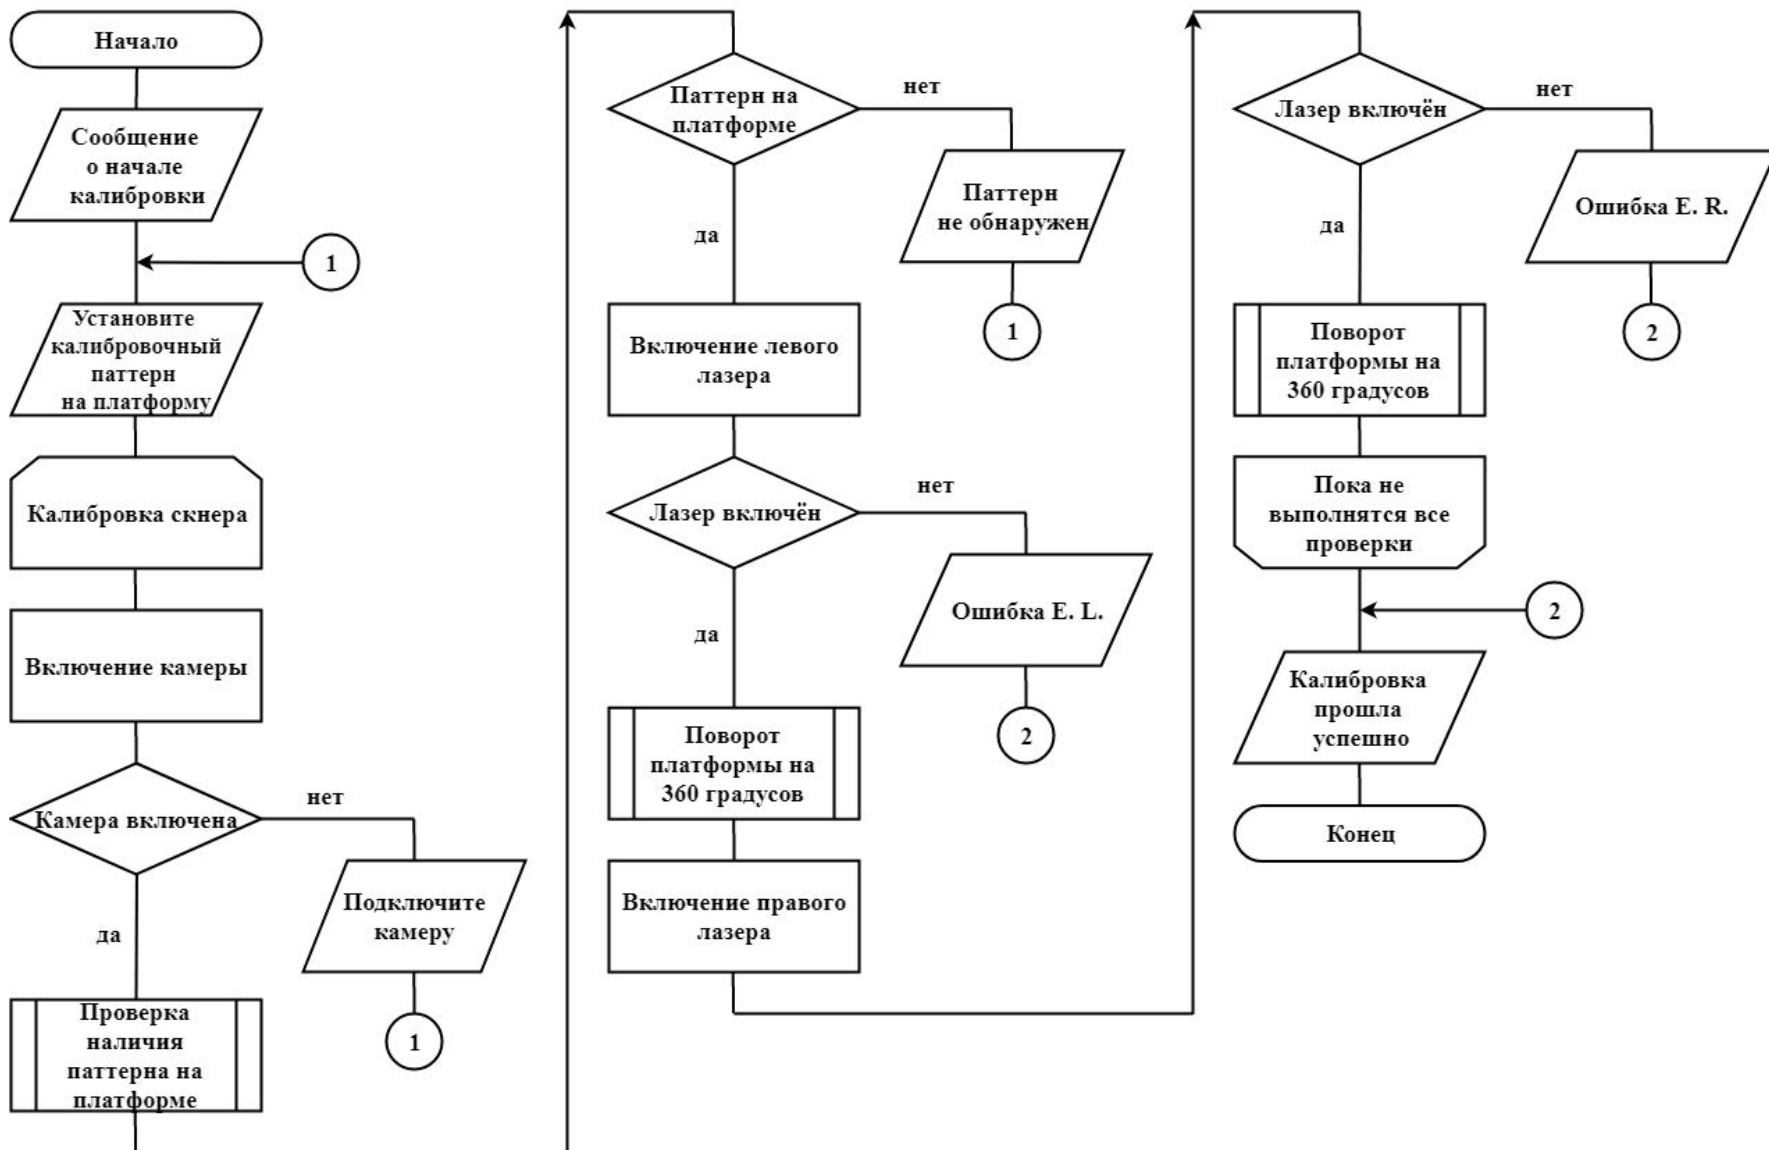 Начало
Сообщение
о начале
калибровки
1
Установите
калибровочный
паттерн
на платформу
Калибровка скнера
Включение камеры
Камера включена
нет
да
Подключите
камеру
1
Проверка
наличия
паттерна на
платформе
Паттерн на
платформе
нет
да
Паттерн
не обнаружен
1
Включение левого
лазера
Лазер включён
нет
да
Ошибка E. L.
2
Поворот
платформы на
360 градусов
Включение правого
лазера
Лазер включён
нет
да
Ошибка E. R.
2
Поворот
платформы на
360 градусов
Пока не
выполнятся все
проверки
2
Калибровка
прошла
успешно
Конец